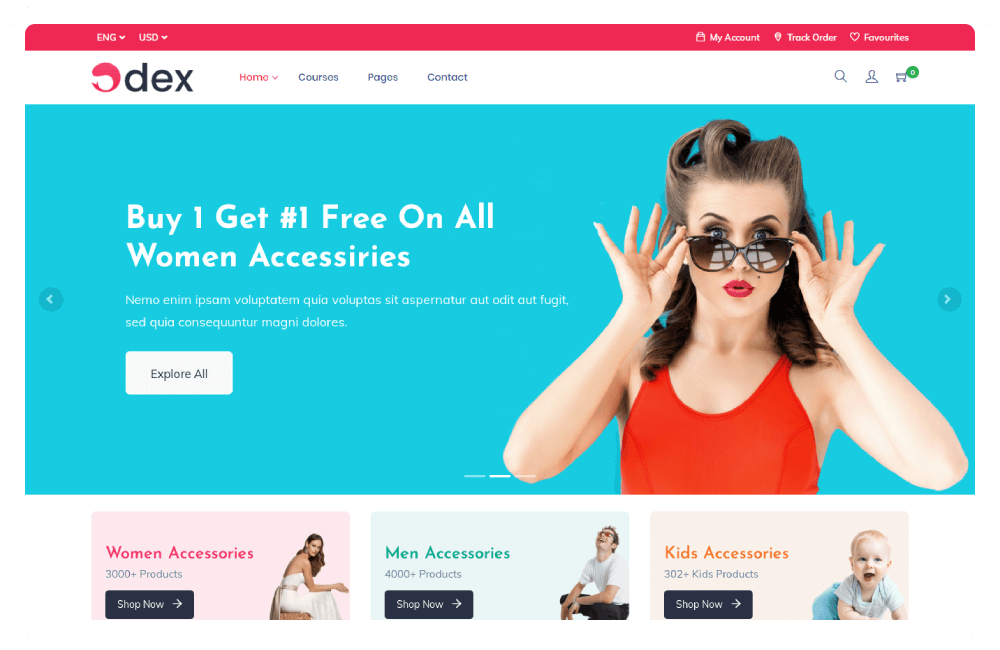 ENG USD My Account Track Order Favourites
Odex Home Courses Pages Contact 0
Buy 1 Get #1 Free On All
Women Accessiries
Nemo enim ipsam voluptatem quia voluptas sit aspernatur aut odit aut fugit,
sed quia consequuntur magni dolores.
Explore All
Women Accessories
3000+ Products
Shop Now
Men Accessories
4000+ Products
Shop Now
Kids Accessories
302+ Kids Products
Shop Now